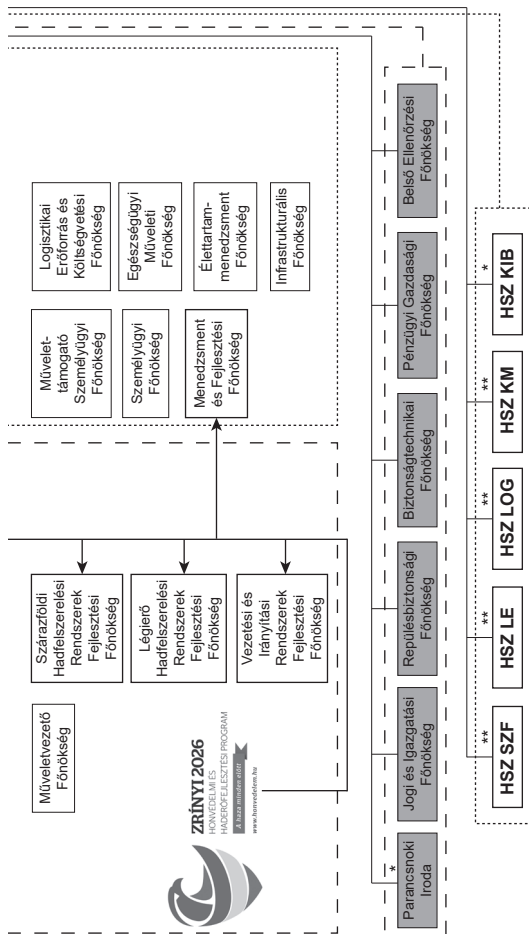 Műveletvezető
Főnökség
Szárazföldi
Hadfelszerelési
Rendszerek
Fejlesztési
Főnökség
Légierő
Hadfelszerelési
Rendszerek
Fejlesztési
Főnökség
Vezetési és
Irányítási
Rendszerek
Fejlesztési
Főnökség
ZRÍNYI 2026
HONVÉDELMI ÉS
HADERŐFEJLESZTÉSI PROGRAM
A haza minden előtt
www.honvedelem.hu
Művelet-
támogató
Személyügyi
Főnökség
Személyügyi
Főnökség
Menedzsment
és Fejlesztési
Főnökség
Logisztikai
Erőforrás és
Költségvetési
Főnökség
Egészségügyi
Műveleti
Főnökség
Élettartam-
menedzsment
Főnökség
Infrastrukturális
Főnökség
*
Parancsnoki
Iroda
Jogi és Igazgatási
Főnökség
Repülésbiztonsági
Főnökség
Biztonságtechnikai
Főnökség
Pénzügyi Gazdasági
Főnökség
Belső Ellenőrzési
Főnökség
**
HSZ SZF
**
HSZ LE
**
HSZ LOG
**
HSZ KM
*
HSZ KIB